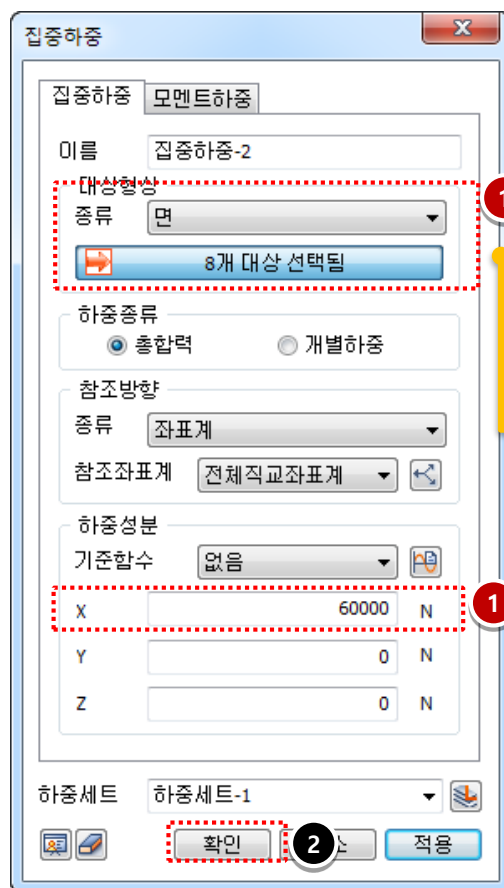 집중하중
집중하중 모멘트하중
이름 집중하중-2
대상형상
종류 면
8개 대상 선택됨
하중종류
총합력 개별하중
참조방향
종류 좌표계
참조좌표계 전체직교좌표계
하중성분
기준함수 없음
X 60000 N
Y 0 N
Z 0 N
하중세트 하중세트-1
확인 2 적용